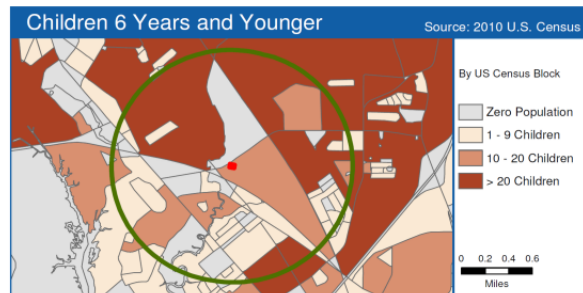 Children 6 Years and Younger
Source: 2010 U.S. Census
By US Census Block
Zero Population
1 - 9 Children
10 - 20 Children
> 20 Children
0 0.2 0.4 0.6
Miles